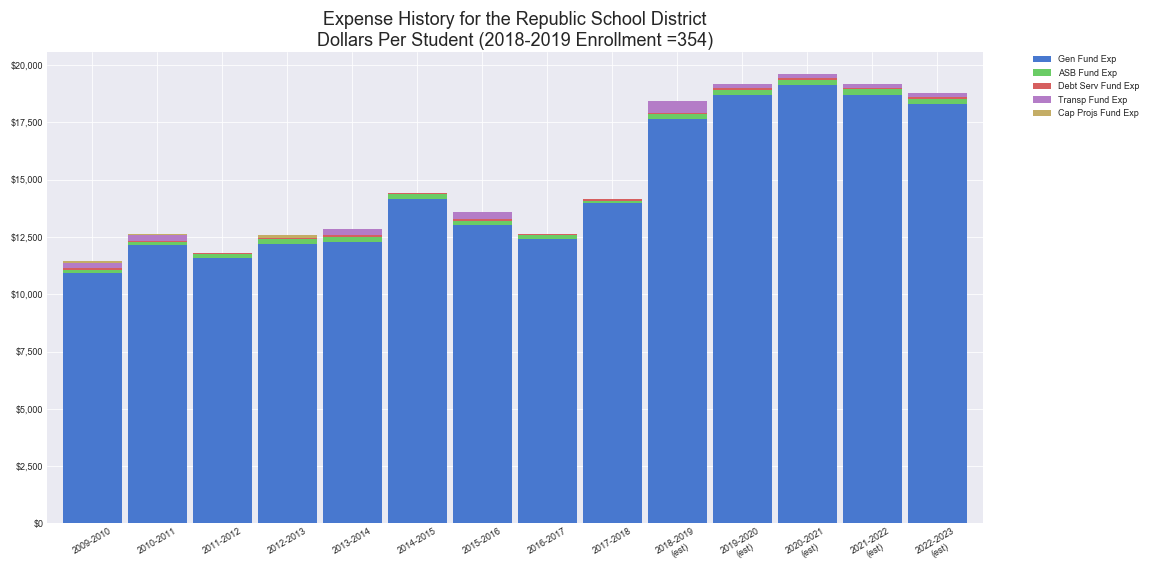 Expense History for the Republic School District
Dollars Per Student (2018-2019 Enrollment =354)
Gen Fund Exp
ASB Fund Exp
Debt Serv Fund Exp
Transp Fund Exp
Cap Projs Fund Exp
$20,000
$17,500
$15,000
$12,500
$10,000
$7,500
$5,000
$2,500
$0
2009-2010
2010-2011
2011-2012
2012-2013
2013-2014
2014-2015
2015-2016
2016-2017
2017-2018
2018-2019
(est)
2019-2020
(est)
2020-2021
(est)
2021-2022
(est)
2022-2023
(est)